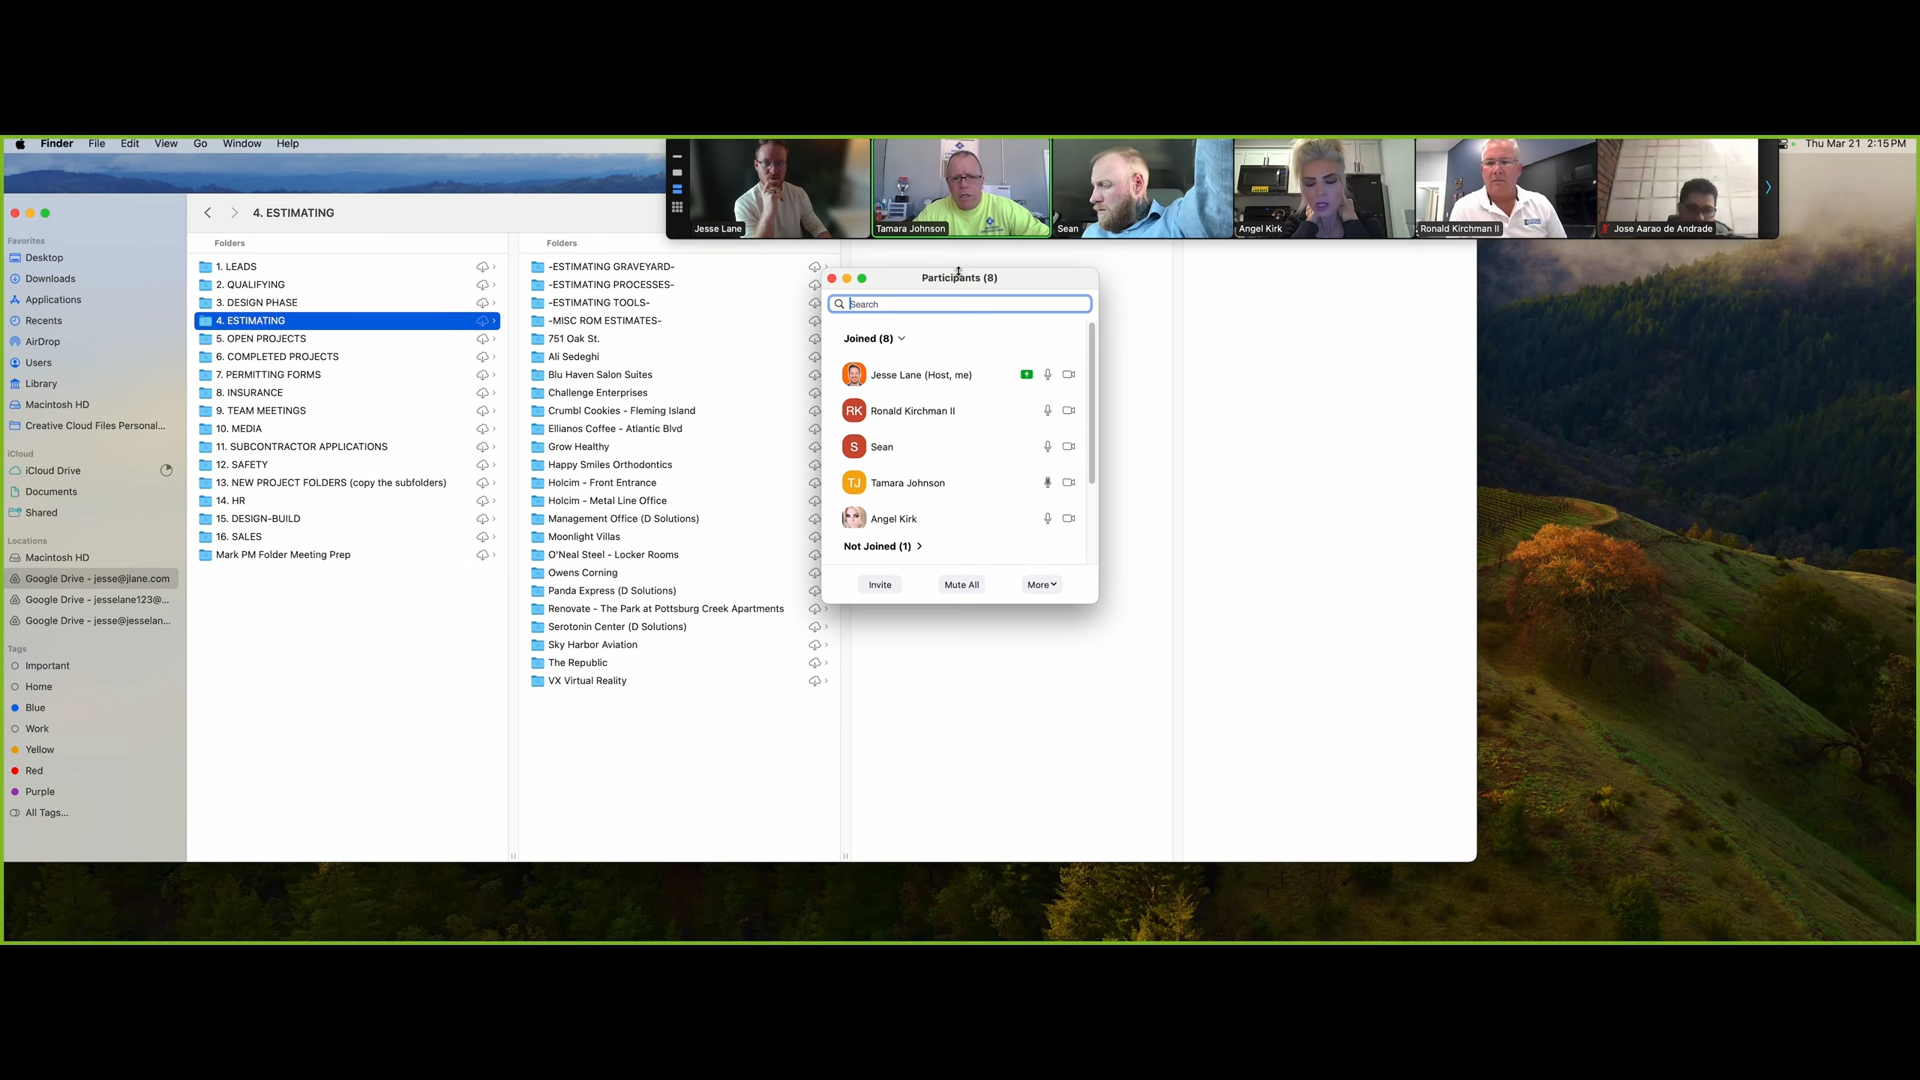 Finder File Edit View Go Window Help
Thu Mar 21 2:15 PM
Jesse Lane
Tamara Johnson
Sean
Angel Kirk
Ronald Kirchman II
Jose Aarao de Andrade
4. ESTIMATING
Favorites
Desktop
Downloads
Applications
Recents
AirDrop
Users
Library
Macintosh HD
Creative Cloud Files Personal...
iCloud
iCloud Drive
Documents
Shared
Locations
Macintosh HD
Google Drive - jesse@jlane.com
Google Drive - jesselane123@...
Google Drive - jesse@jesselan...
Tags
Important
Home
Blue
Work
Yellow
Red
Purple
All Tags...
Folders
1. LEADS
2. QUALIFYING
3. DESIGN PHASE
4. ESTIMATING
5. OPEN PROJECTS
6. COMPLETED PROJECTS
7. PERMITTING FORMS
8. INSURANCE
9. TEAM MEETINGS
10. MEDIA
11. SUBCONTRACTOR APPLICATIONS
12. SAFETY
13. NEW PROJECT FOLDERS (copy the subfolders)
14. HR
15. DESIGN-BUILD
16. SALES
Mark PM Folder Meeting Prep
Folders
-ESTIMATING GRAVEYARD-
-ESTIMATING PROCESSES-
-ESTIMATING TOOLS-
-MISC ROM ESTIMATES-
751 Oak St.
Ali Sedeghi
Blu Haven Salon Suites
Challenge Enterprises
Crumbl Cookies - Fleming Island
Ellianos Coffee - Atlantic Blvd
Grow Healthy
Happy Smiles Orthodontics
Holcim - Front Entrance
Holcim - Metal Line Office
Management Office (D Solutions)
Moonlight Villas
O'Neal Steel - Locker Rooms
Owens Corning
Panda Express (D Solutions)
Renovate - The Park at Pottsburg Creek Apartments
Serotonin Center (D Solutions)
Sky Harbor Aviation
The Republic
VX Virtual Reality
Participants (8)
Search
Joined (8)
Jesse Lane (Host, me)
RK Ronald Kirchman II
S Sean
TJ Tamara Johnson
Angel Kirk
Not Joined (1)
Invite
Mute All
More